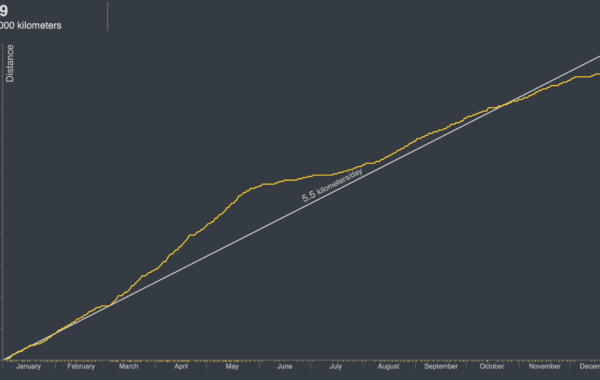 9
000 kilometers
Distance
5.5 kilometers/day
January February March April May June July August September October November Decem